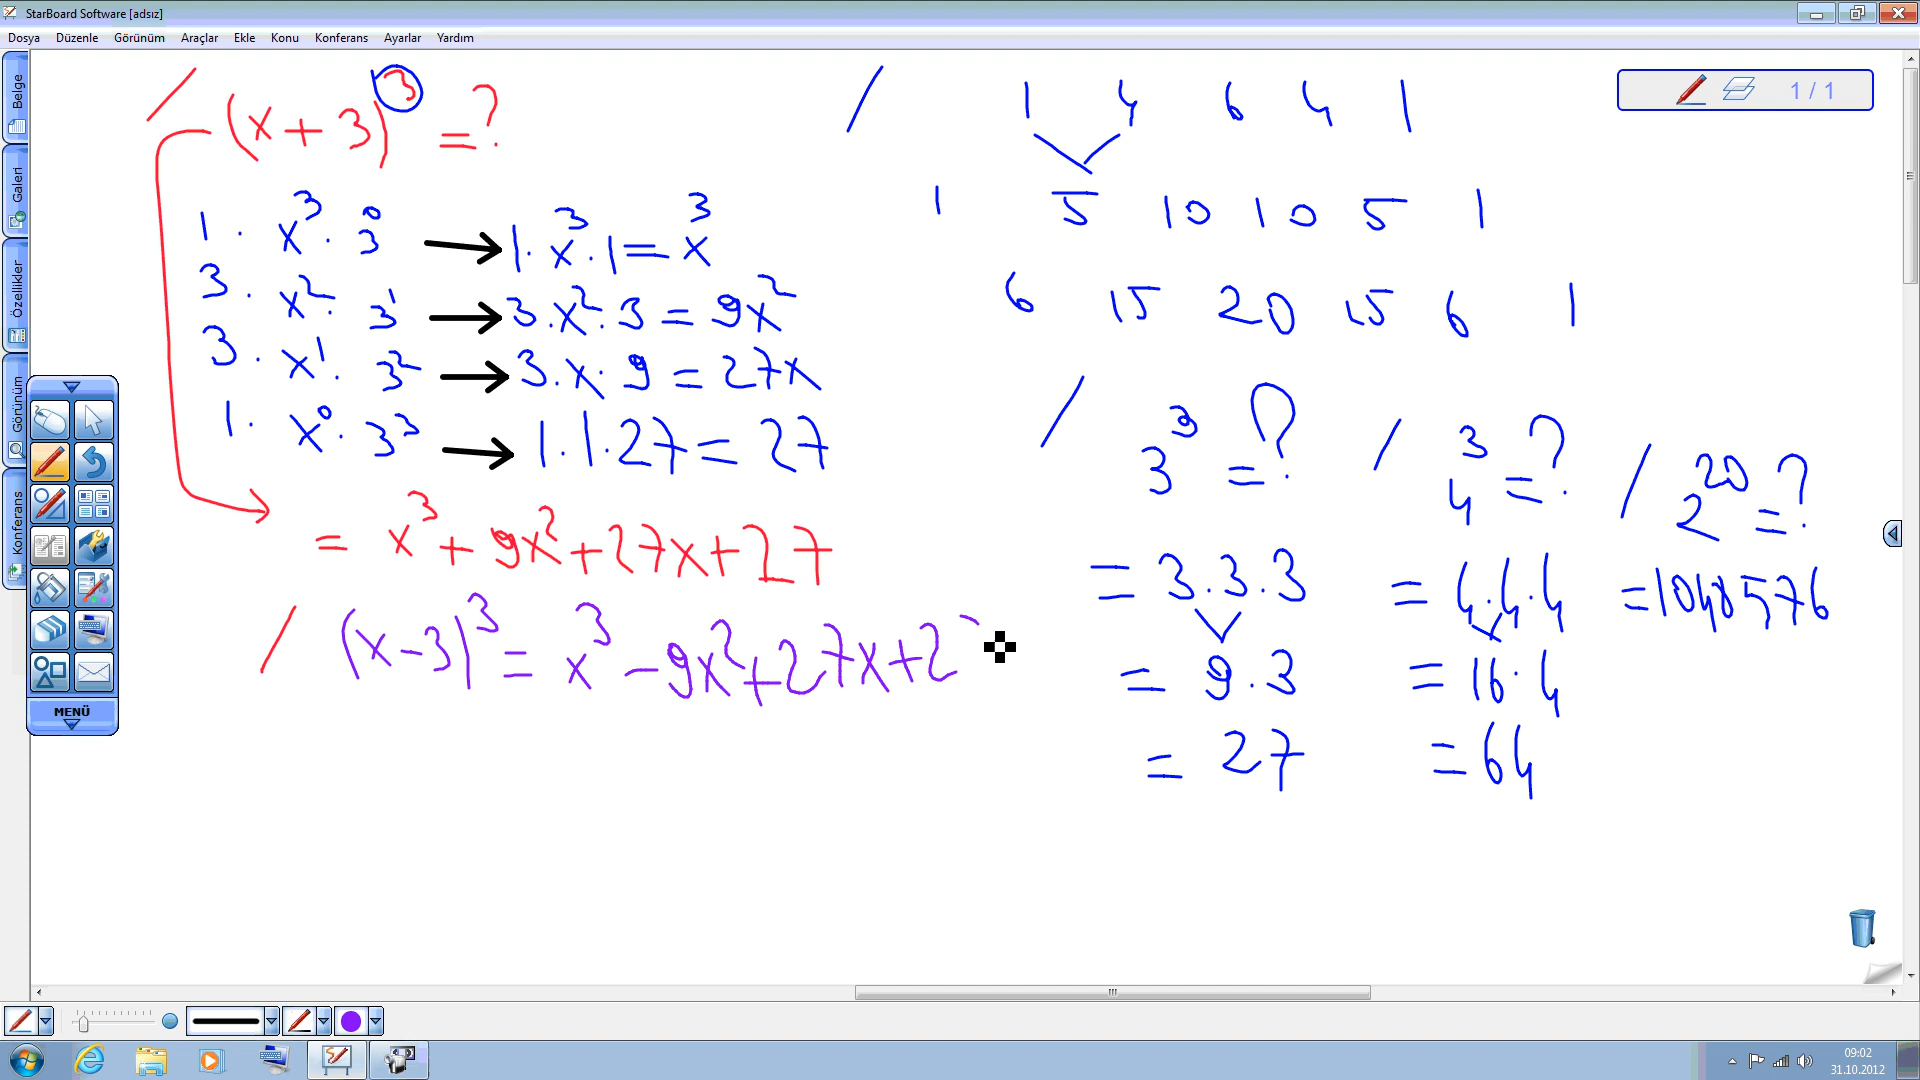 StarBoard Software [adsız]
Dosya Düzenle Görünüm Araçlar Ekle Konu Konferans Ayarlar Yardım
Belge
Galeri
Özellikler
Görünüm
Konferans
MENÜ
1 / 1
/ (x + 3)³ = ?
1 · x³ · 3⁰ → 1 · x³ · 1 = x³
3 · x² · 3¹ → 3 · x² · 3 = 9x²
3 · x¹ · 3² → 3 · x · 9 = 27x
1 · x⁰ · 3³ → 1 · 1 · 27 = 27
= x³ + 9x² + 27x + 27
/ (x - 3)³ = x³ - 9x² + 27x + 2
/ 1 4 6 4 1
1 5 10 10 5 1
6 15 20 15 6 1
/ 3³ = ?
= 3 . 3 . 3
= 9 . 3
= 27
/ 4³ = ?
= 4 . 4 . 4
= 16 · 4
= 64
/ 2²⁰ = ?
= 1048576
09:02
31.10.2012